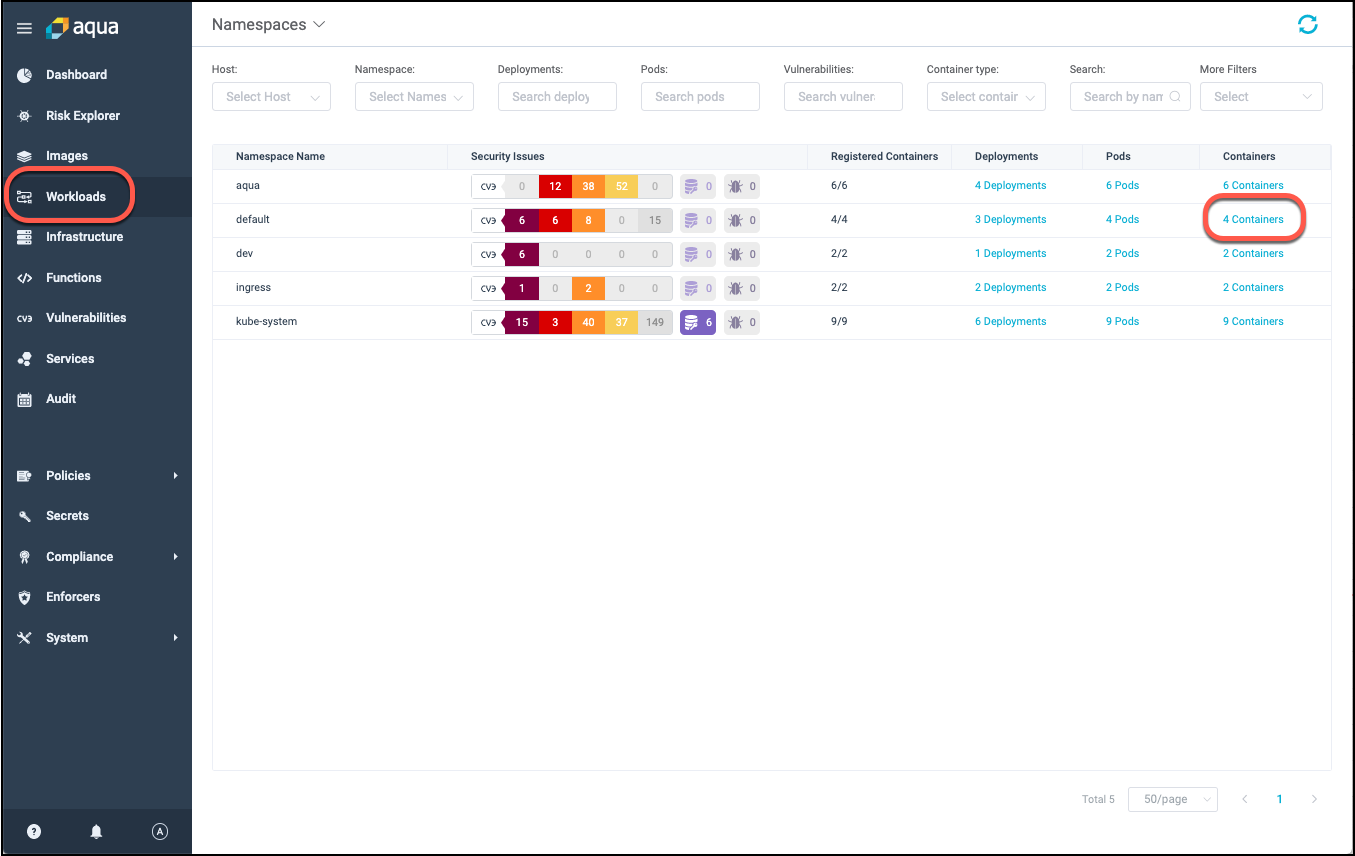 aqua
Namespaces
Dashboard
Risk Explorer
Images
Workloads
Infrastructure
Functions
CVE Vulnerabilities
Services
Audit
Policies
Secrets
Compliance
Enforcers
System
?
A
Host: Namespace: Deployments: Pods: Vulnerabilities: Container type: Search: More Filters
Select Host Select Names Search deploy Search pods Search vulner Select contair Search by nam Select
Namespace Name Security Issues Registered Containers Deployments Pods Containers
aqua CVE 0 12 38 52 0 0 0 6/6 4 Deployments 6 Pods 6 Containers
default CVE 6 6 8 0 15 0 0 4/4 3 Deployments 4 Pods 4 Containers
dev CVE 6 0 0 0 0 0 0 2/2 1 Deployments 2 Pods 2 Containers
ingress CVE 1 0 2 0 0 0 0 2/2 2 Deployments 2 Pods 2 Containers
kube-system CVE 15 3 40 37 149 6 0 9/9 6 Deployments 9 Pods 9 Containers
Total 5 50/page 1